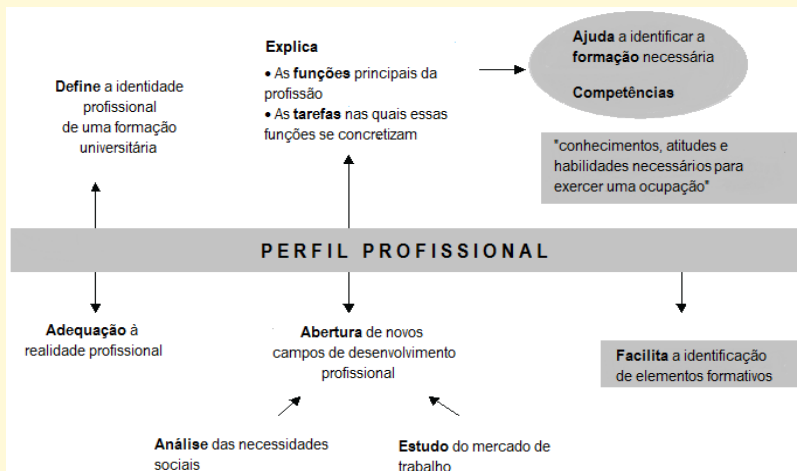 Define a identidade
profissional
de uma formação
universitária
Explica
• As funções principais da
profissão
• As tarefas nas quais essas
funções se concretizam
Ajuda a identificar a
formação necessária
Competências
"conhecimentos, atitudes e
habilidades necessários para
exercer uma ocupação"
PERFIL PROFISSIONAL
Adequação à
realidade profissional
Abertura de novos
campos de desenvolvimento
profissional
Facilita a identificação
de elementos formativos
Análise das necessidades
sociais
Estudo do mercado de
trabalho